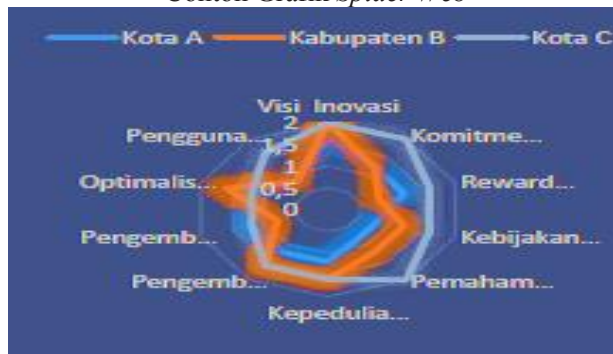 Contoh Grafik Spider Web
Kota A Kabupaten B Kota C
Visi Inovasi
Komitme...
Reward...
Kebijakan...
Pemaham...
Kepedulia...
Pengemb...
Pengemb...
Optimalis...
Pengguna...
2
1,5
1
0,5
0